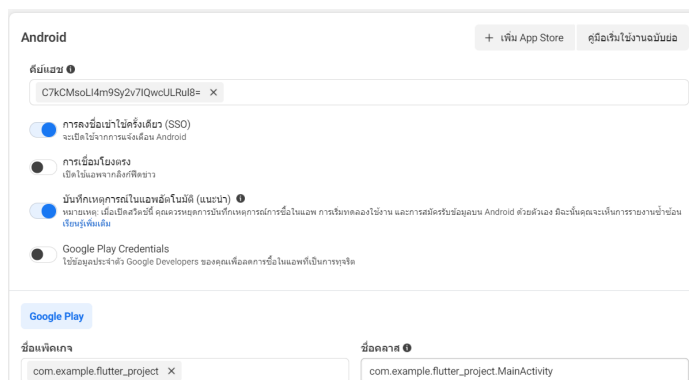 Android
+ เพิ่ม App Store
คู่มือเริ่มใช้งานฉบับย่อ
คีย์แฮช
C7kCMsoLI4m9Sy2v7IQwcULRul8= ×
การลงชื่อเข้าใช้ครั้งเดียว (SSO)
จะเปิดใช้จากการแจ้งเตือน Android
การเชื่อมโยงตรง
เปิดใช้แอพจากลิงก์ฟีดข่าว
บันทึกเหตุการณ์ในแอพอัตโนมัติ (แนะนำ)
หมายเหตุ: เมื่อเปิดสวิตช์นี้ คุณควรหยุดการบันทึกเหตุการณ์การซื้อในแอพ การเริ่มทดลองใช้งาน และการสมัครรับข้อมูลบน Android ด้วยตัวเอง มิฉะนั้นคุณจะเห็นการรายงานซ้ำซ้อน
เรียนรู้เพิ่มเติม
Google Play Credentials
ใช้ข้อมูลประจำตัว Google Developers ของคุณเพื่อลดการซื้อในแอพที่เป็นการทุจริต
Google Play
ชื่อแพ็คเกจ
ชื่อคลาส
com.example.flutter_project ×
com.example.flutter_project.MainActivity